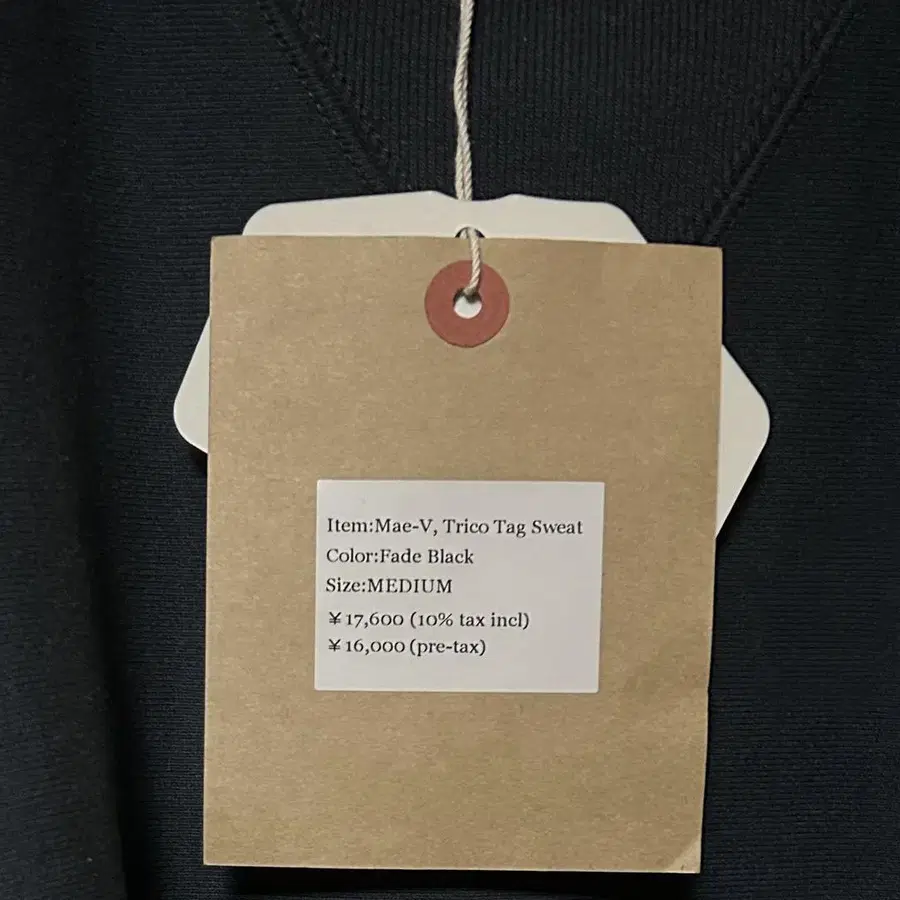 Item:Mae-V, Trico Tag Sweat
Color:Fade Black
Size:MEDIUM
¥17,600 (10% tax incl)
¥16,000 (pre-tax)